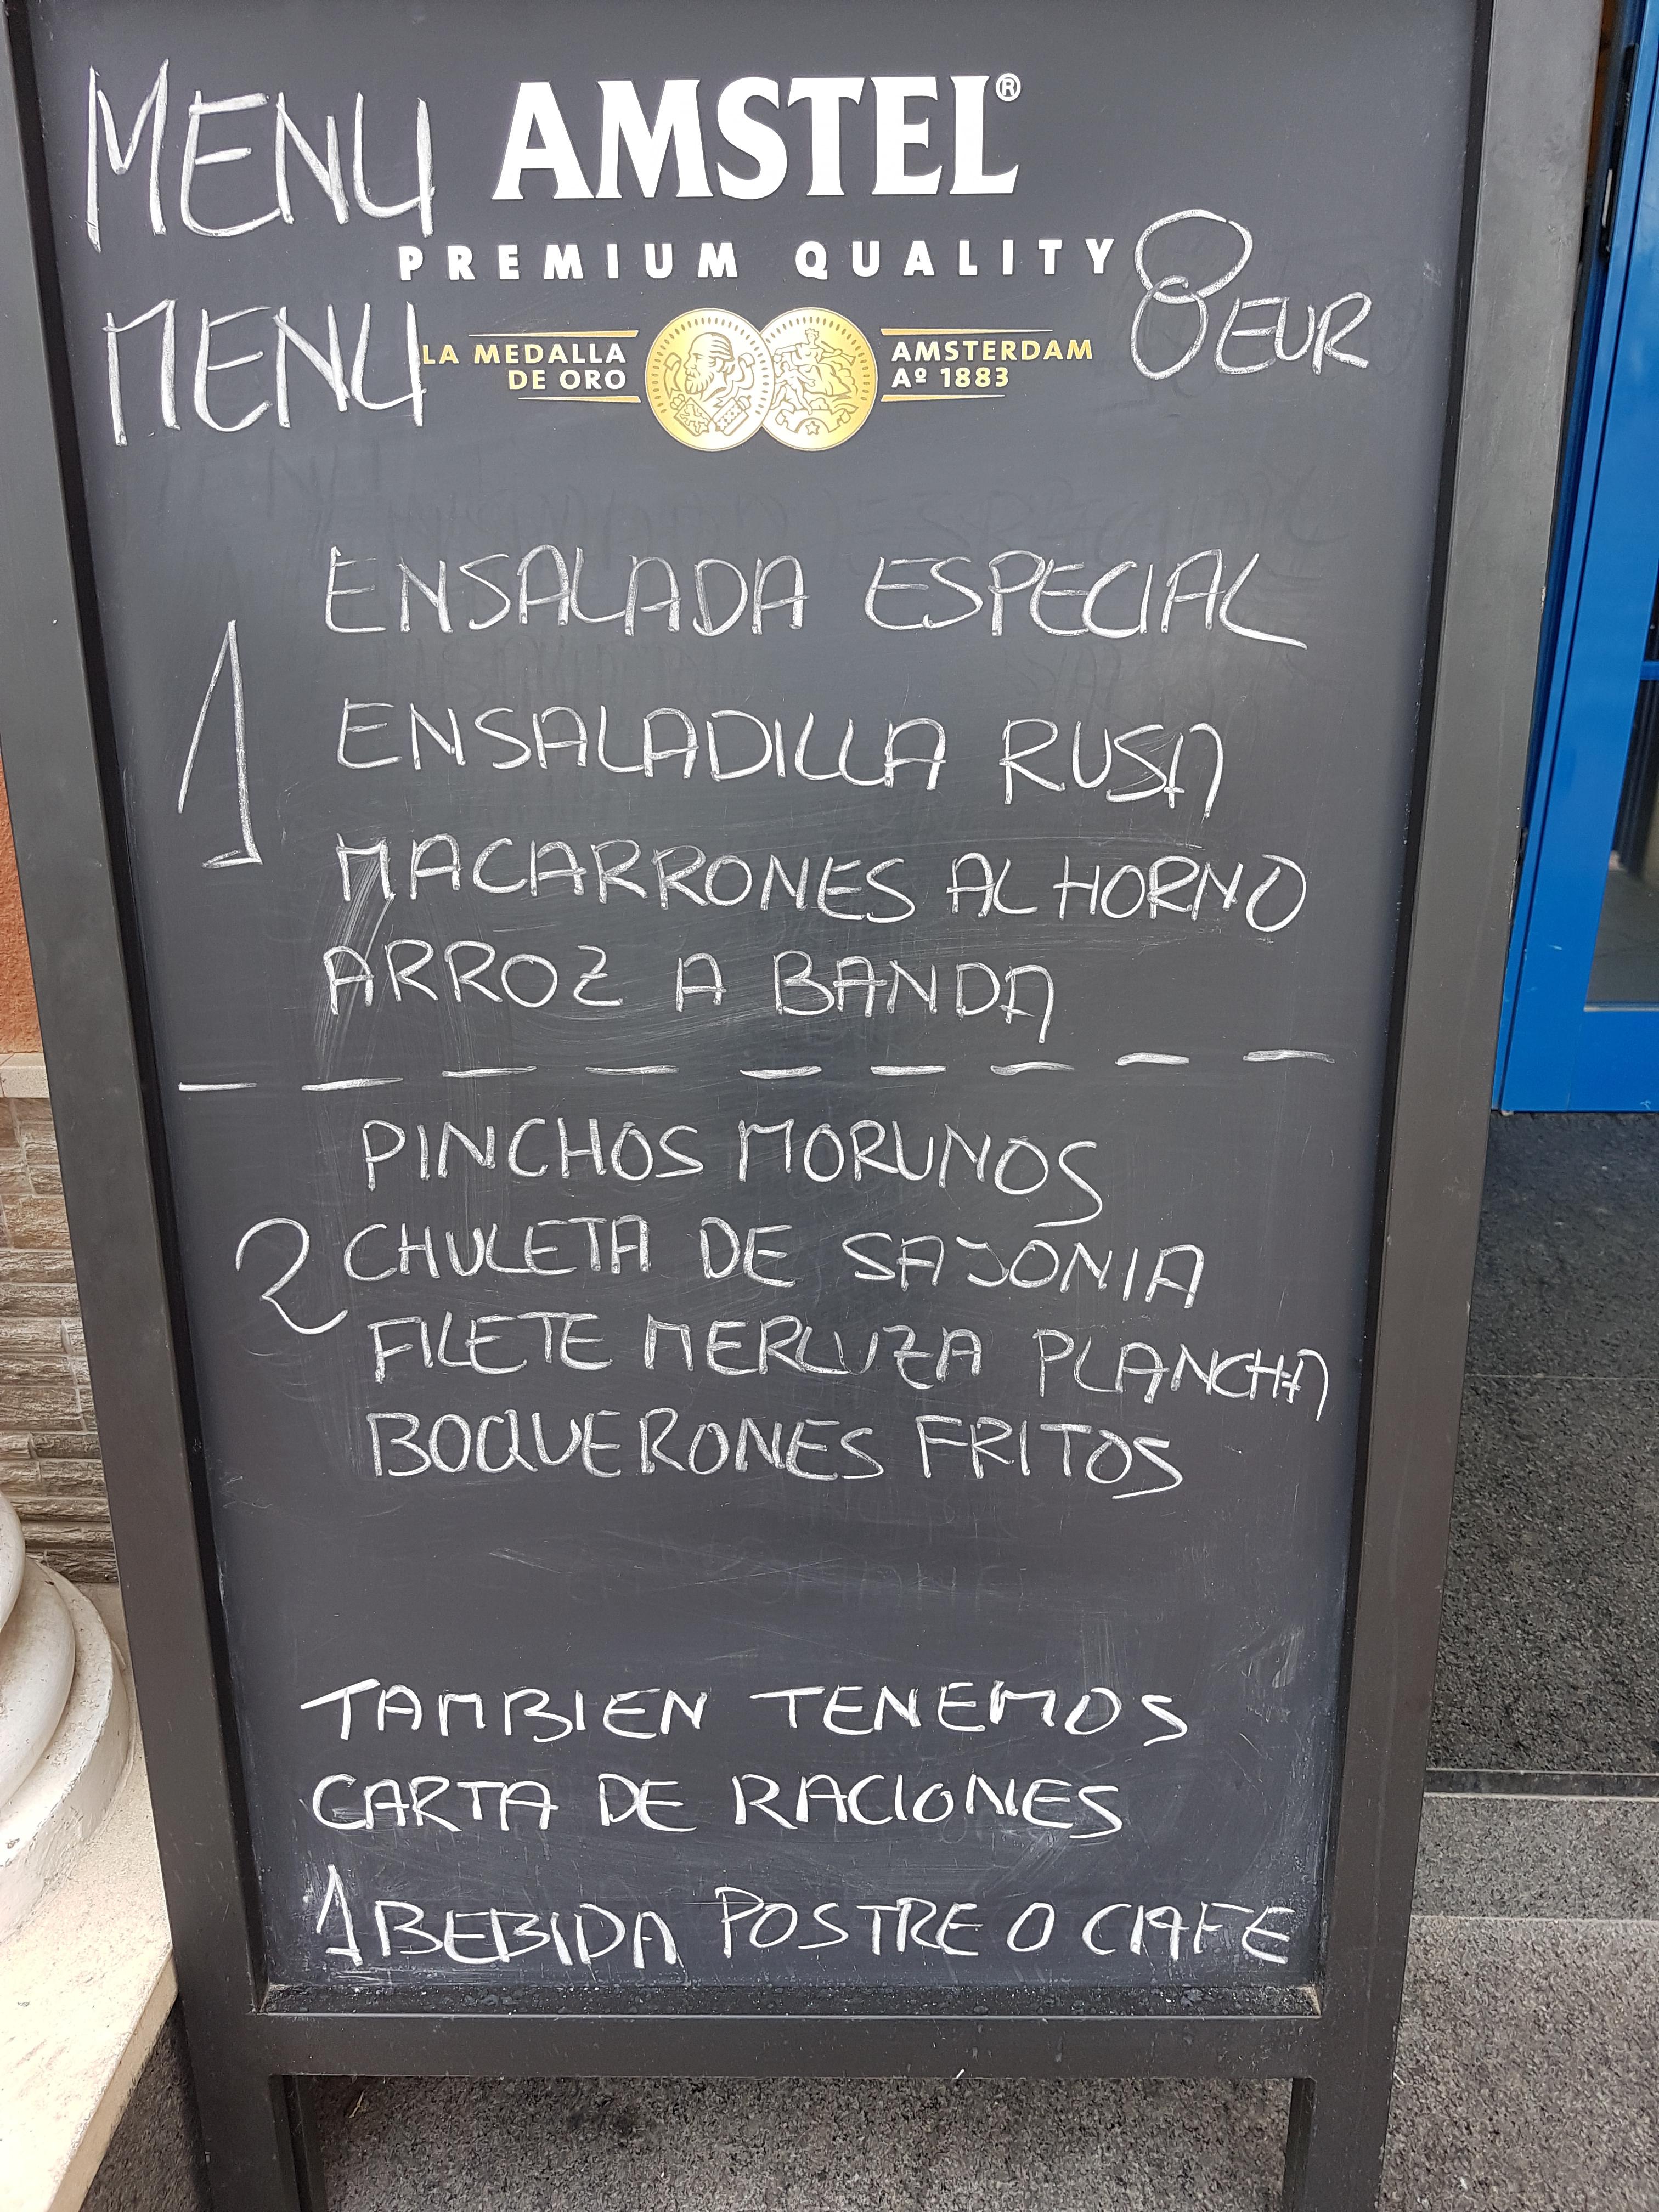 MENU AMSTEL®
PREMIUM QUALITY
MENU
8 EUR
LA MEDALLA
DE ORO
AMSTERDAM
Aº 1883
1
ENSALADA ESPECIAL
ENSALADILLA RUSA
MACARRONES AL HORNO
ARROZ A BANDA
2
PINCHOS MORUNOS
CHULETA DE SAJONIA
FILETE MERLUZA PLANCHA
BOQUERONES FRITOS
TAMBIEN TENEMOS
CARTA DE RACIONES
1 BEBIDA POSTRE O CAFE